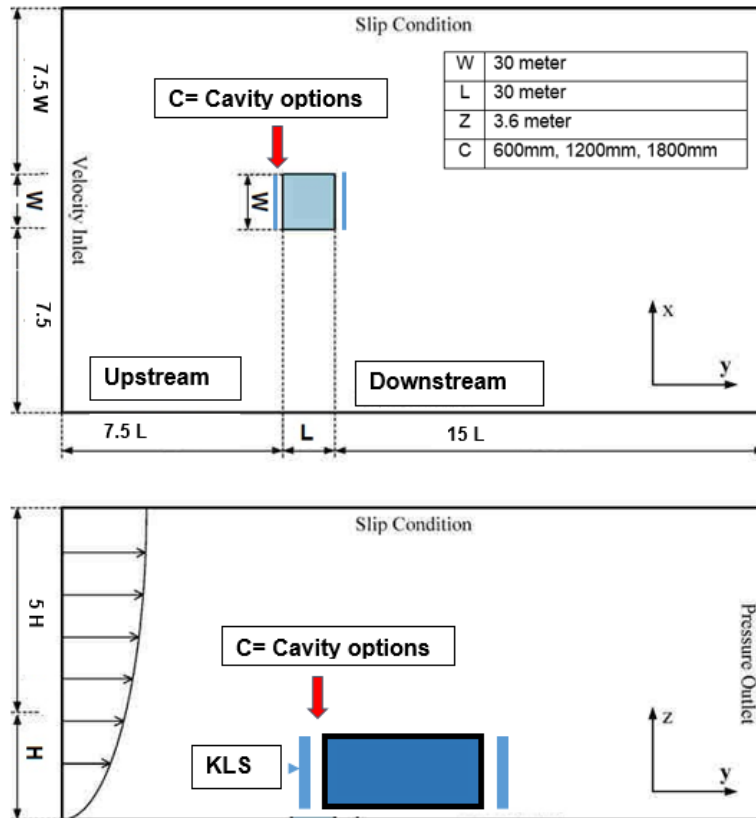 Slip Condition
W 30 meter
L 30 meter
Z 3.6 meter
C 600mm, 1200mm, 1800mm
C= Cavity options
7.5 W
W
7.5
Velocity Inlet
W
x
y
Upstream
Downstream
7.5 L
L
15 L
Slip Condition
5 H
H
C= Cavity options
KLS
Pressure Outlet
z
y